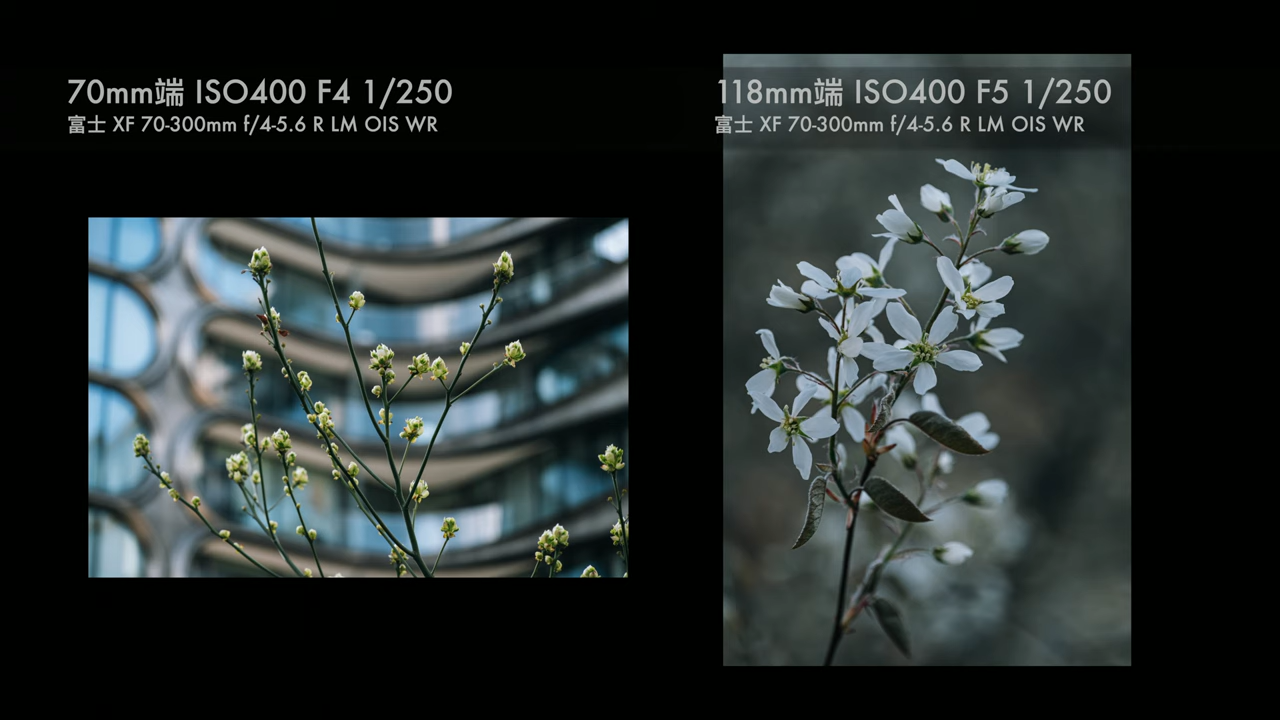 70mm端 ISO400 F4 1/250
富士 XF 70-300mm f/4-5.6 R LM OIS WR
118mm端 ISO400 F5 1/250
富士 XF 70-300mm f/4-5.6 R LM OIS WR